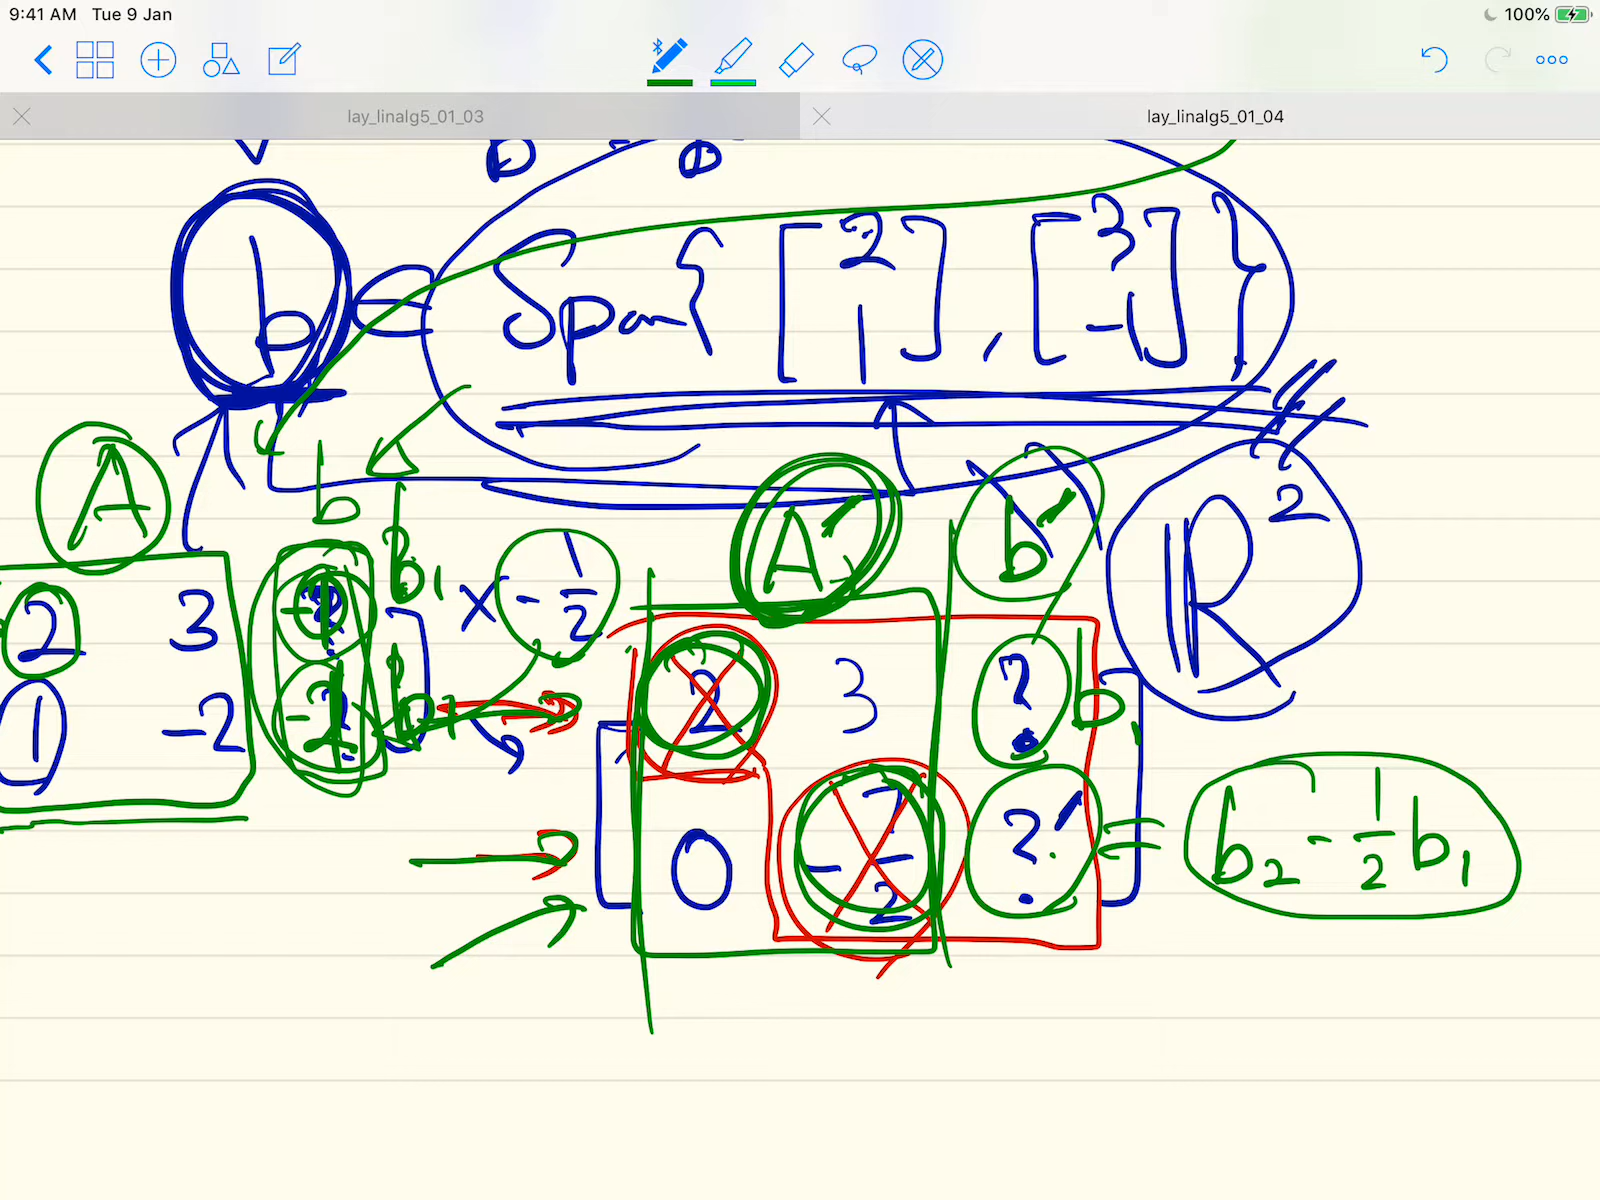 9:41 AM Tue 9 Jan 100%
lay_linalg5_01_03 lay_linalg5_01_04
b ∈ Span{ [2 1], [3 -1] }
A b A' b' ℝ²
2 3 b₁ × -1/2
1 -2
2 3 ? b₁
0 -7/2 ?' = b₂ - 1/2 b₁